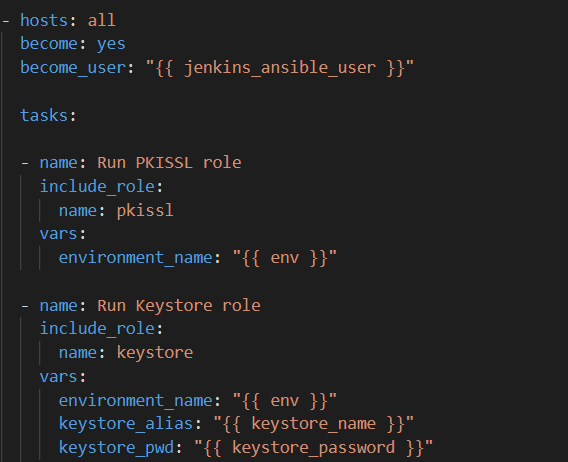 - hosts: all
  become: yes
  become_user: "{{ jenkins_ansible_user }}"
  tasks:
  - name: Run PKISSL role
    include_role:
      name: pkissl
    vars:
      environment_name: "{{ env }}"
  - name: Run Keystore role
    include_role:
      name: keystore
    vars:
      environment_name: "{{ env }}"
      keystore_alias: "{{ keystore_name }}"
      keystore_pwd: "{{ keystore_password }}"